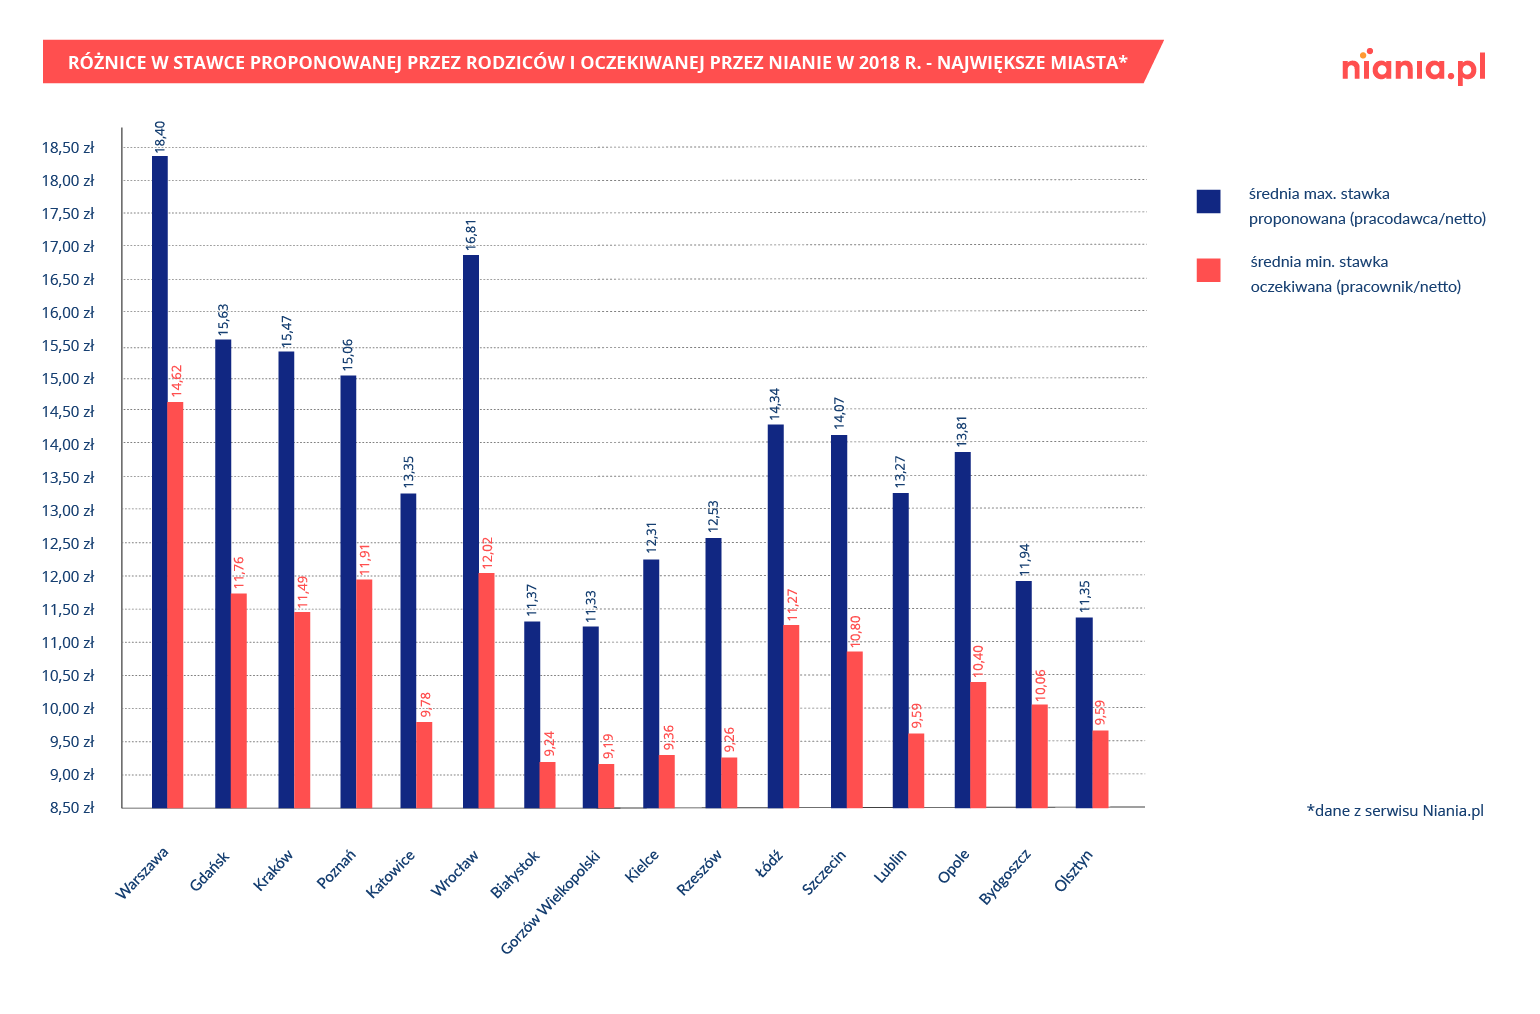 RÓŻNICE W STAWCE PROPONOWANEJ PRZEZ RODZICÓW I OCZEKIWANEJ PRZEZ NIANIE W 2018 R. - NAJWIĘKSZE MIASTA*
niania.pl
18,50 zł
18,00 zł
17,50 zł
17,00 zł
16,50 zł
16,00 zł
15,50 zł
15,00 zł
14,50 zł
14,00 zł
13,50 zł
13,00 zł
12,50 zł
12,00 zł
11,50 zł
11,00 zł
10,50 zł
10,00 zł
9,50 zł
9,00 zł
8,50 zł
18,40
14,62
15,63
11,76
15,47
11,49
15,06
11,91
13,35
9,78
16,81
12,02
11,37
9,24
11,33
9,19
12,31
9,36
12,53
9,26
14,34
11,27
14,07
10,80
13,27
9,59
13,81
10,40
11,94
10,06
11,35
9,59
Warszawa
Gdańsk
Kraków
Poznań
Katowice
Wrocław
Białystok
Gorzów Wielkopolski
Kielce
Rzeszów
Łódź
Szczecin
Lublin
Opole
Bydgoszcz
Olsztyn
średnia max. stawka
proponowana (pracodawca/netto)
średnia min. stawka
oczekiwana (pracownik/netto)
*dane z serwisu Niania.pl